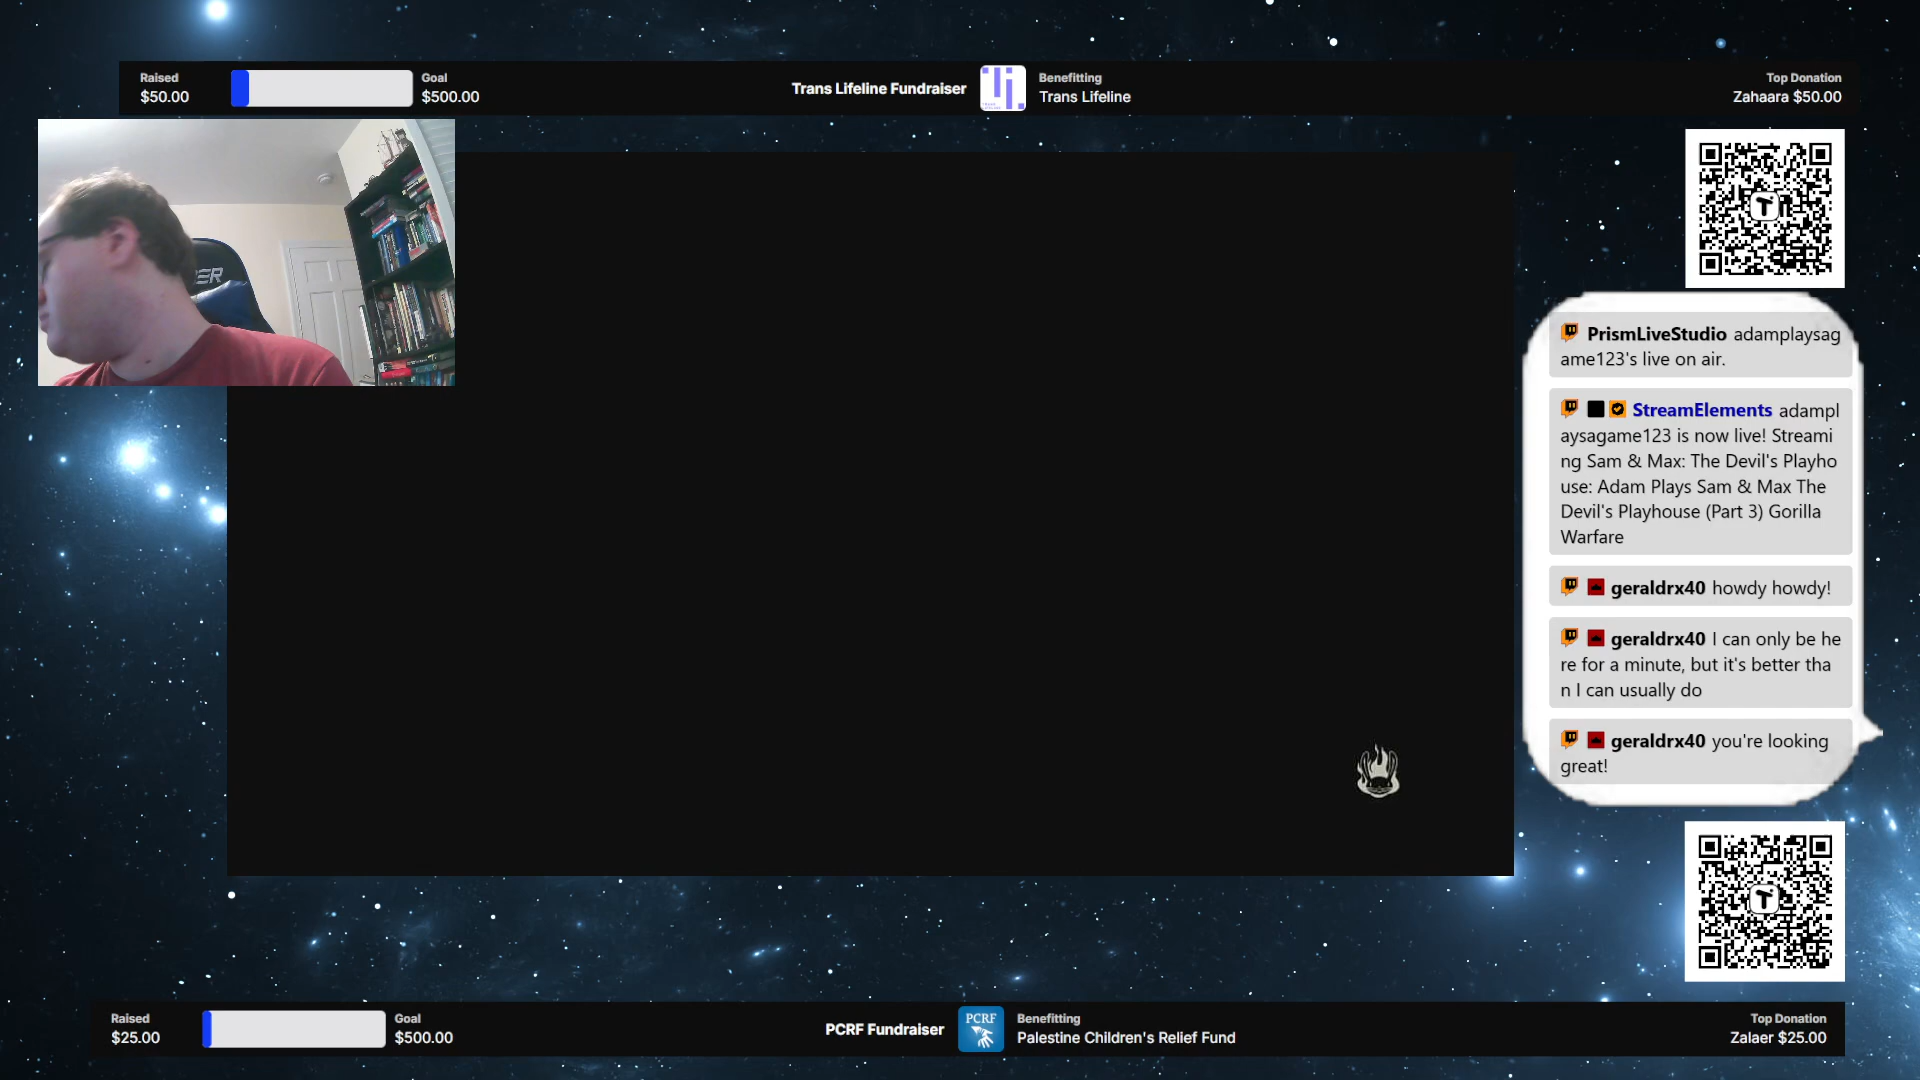 Raised
$50.00
Goal
$500.00
Trans Lifeline Fundraiser
Benefitting
Trans Lifeline
Top Donation
Zahaara $50.00
PrismLiveStudio adamplaysag
ame123's live on air.
StreamElements adampl
aysagame123 is now live! Streami
ng Sam & Max: The Devil's Playho
use: Adam Plays Sam & Max The
Devil's Playhouse (Part 3) Gorilla
Warfare
geraldrx40 howdy howdy!
geraldrx40 I can only be he
re for a minute, but it's better tha
n I can usually do
geraldrx40 you're looking
great!
Raised
$25.00
Goal
$500.00
PCRF Fundraiser
PCRF
Benefitting
Palestine Children's Relief Fund
Top Donation
Zalaer $25.00